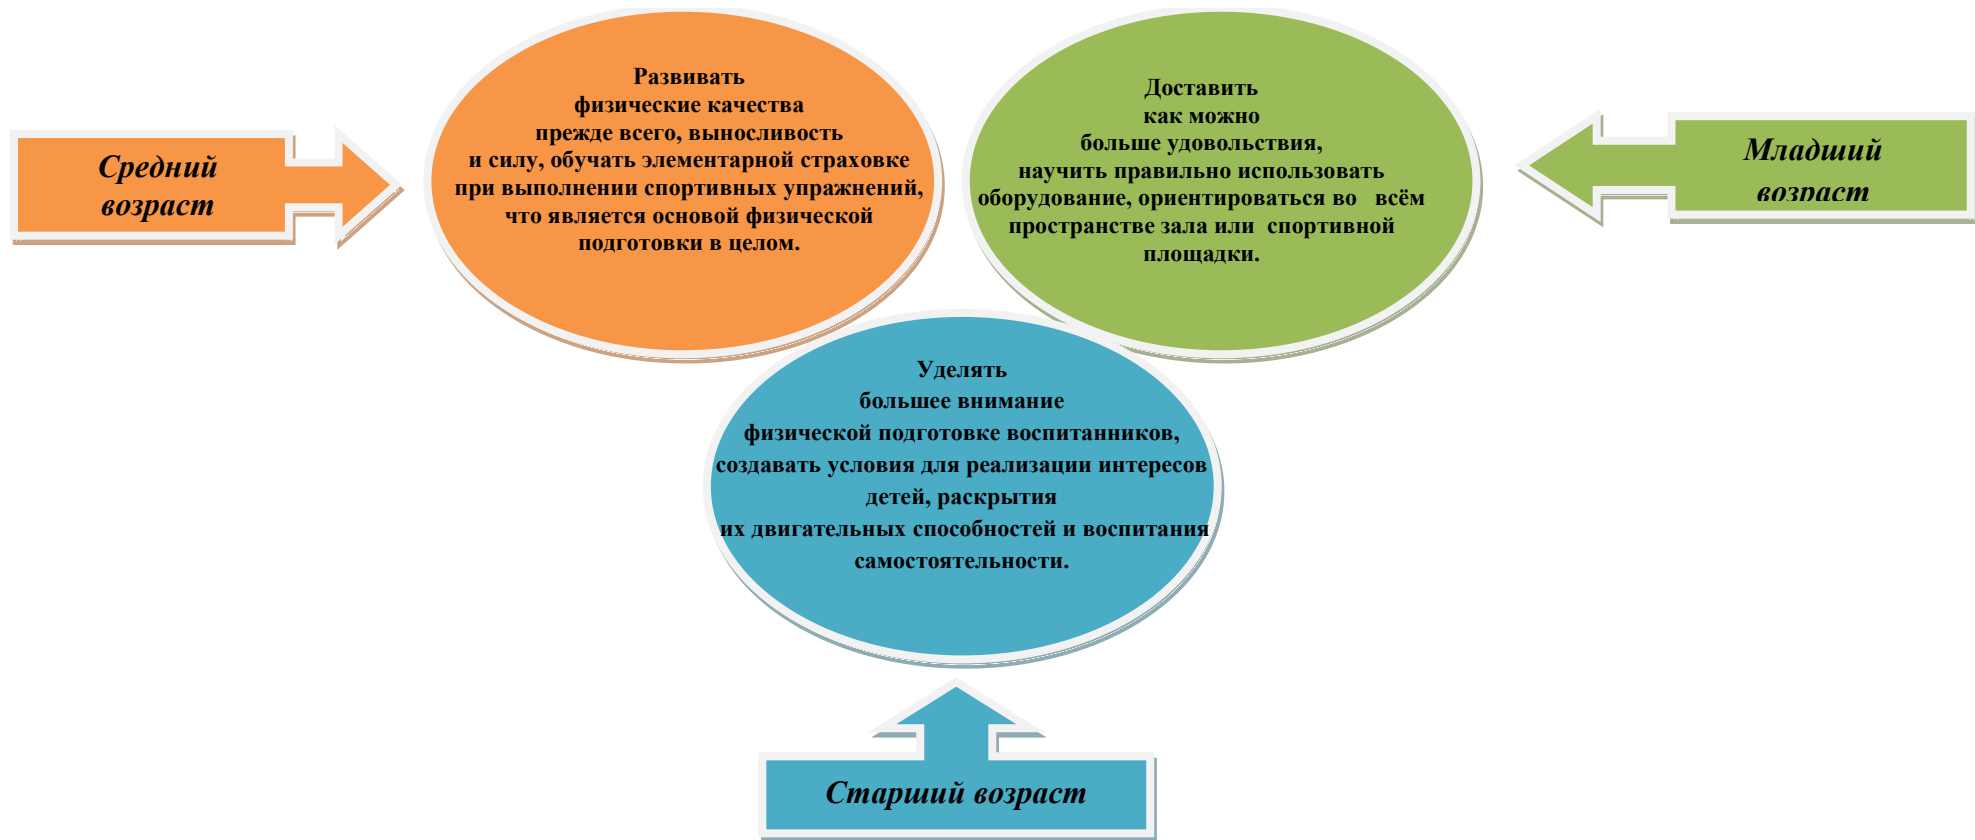 Средний
возраст
Развивать
физические качества
прежде всего, выносливость
и силу, обучать элементарной страховке
при выполнении спортивных упражнений,
что является основой физической
подготовки в целом.
Доставить
как можно
больше удовольствия,
научить правильно использовать
оборудование, ориентироваться во всём
пространстве зала или спортивной
площадки.
Младший
возраст
Уделять
большее внимание
физической подготовке воспитанников,
создавать условия для реализации интересов
детей, раскрытия
их двигательных способностей и воспитания
самостоятельности.
Старший возраст